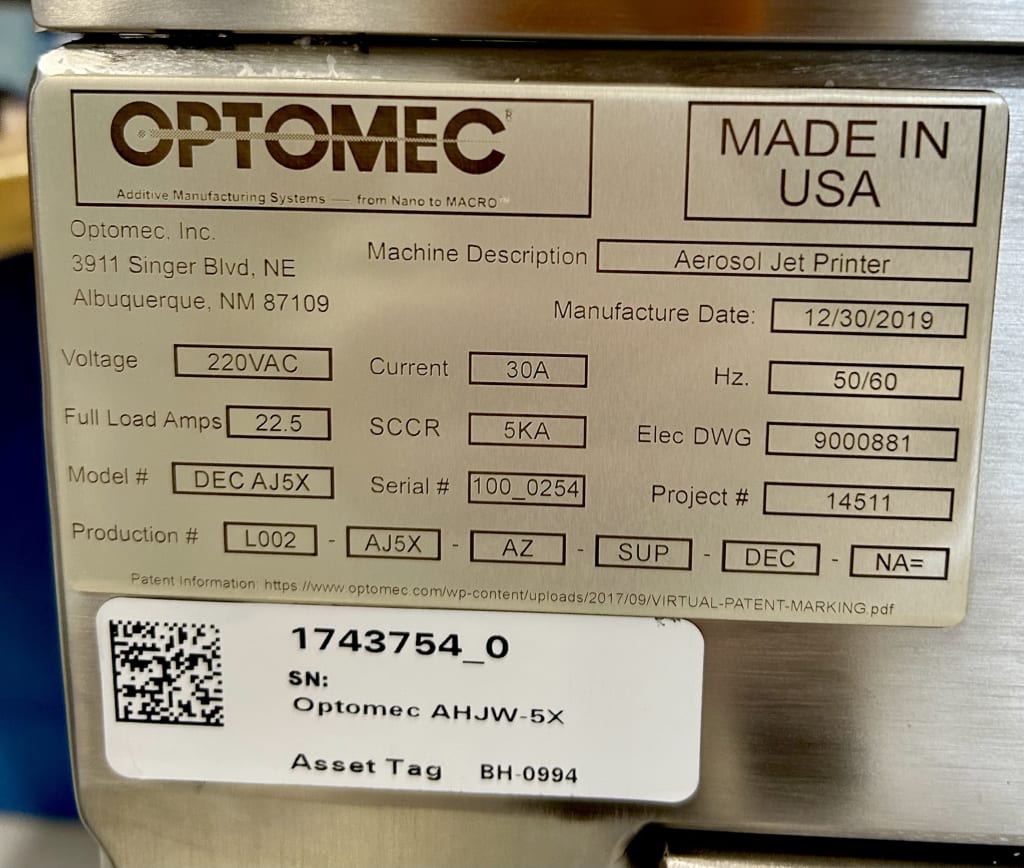 OPTOMEC®
Additive Manufacturing Systems — from Nano to MACRO™
MADE IN
USA
Optomec, Inc.
3911 Singer Blvd, NE
Albuquerque, NM 87109
Machine Description Aerosol Jet Printer
Manufacture Date: 12/30/2019
Voltage 220VAC Current 30A Hz. 50/60
Full Load Amps 22.5 SCCR 5KA Elec DWG 9000881
Model # DEC AJ5X Serial # 100_0254 Project # 14511
Production # L002 - AJ5X - AZ - SUP - DEC - NA=
Patent Information: https://www.optomec.com/wp-content/uploads/2017/09/VIRTUAL-PATENT-MARKING.pdf
1743754_0
SN:
Optomec AHJW-5X
Asset Tag BH-0994